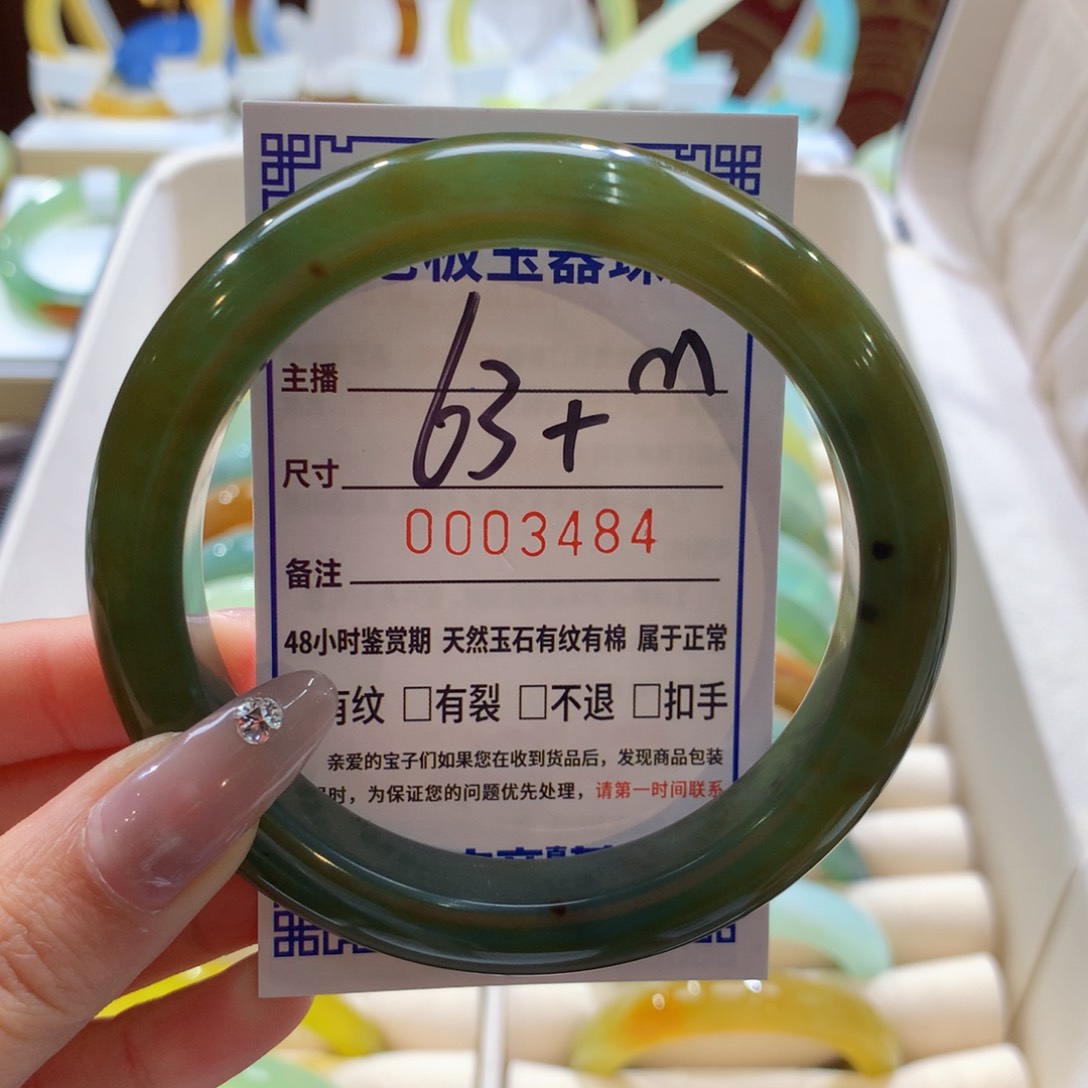 板玉器珠
主播
63+ m
尺寸
0003484
备注
48小时鉴赏期 天然玉石有纹有棉 属于正常
有纹 □有裂 □不退 □扣手
亲爱的宝子们如果您在收到货品后，发现商品包装
时，为保证您的问题优先处理，请第一时间联系